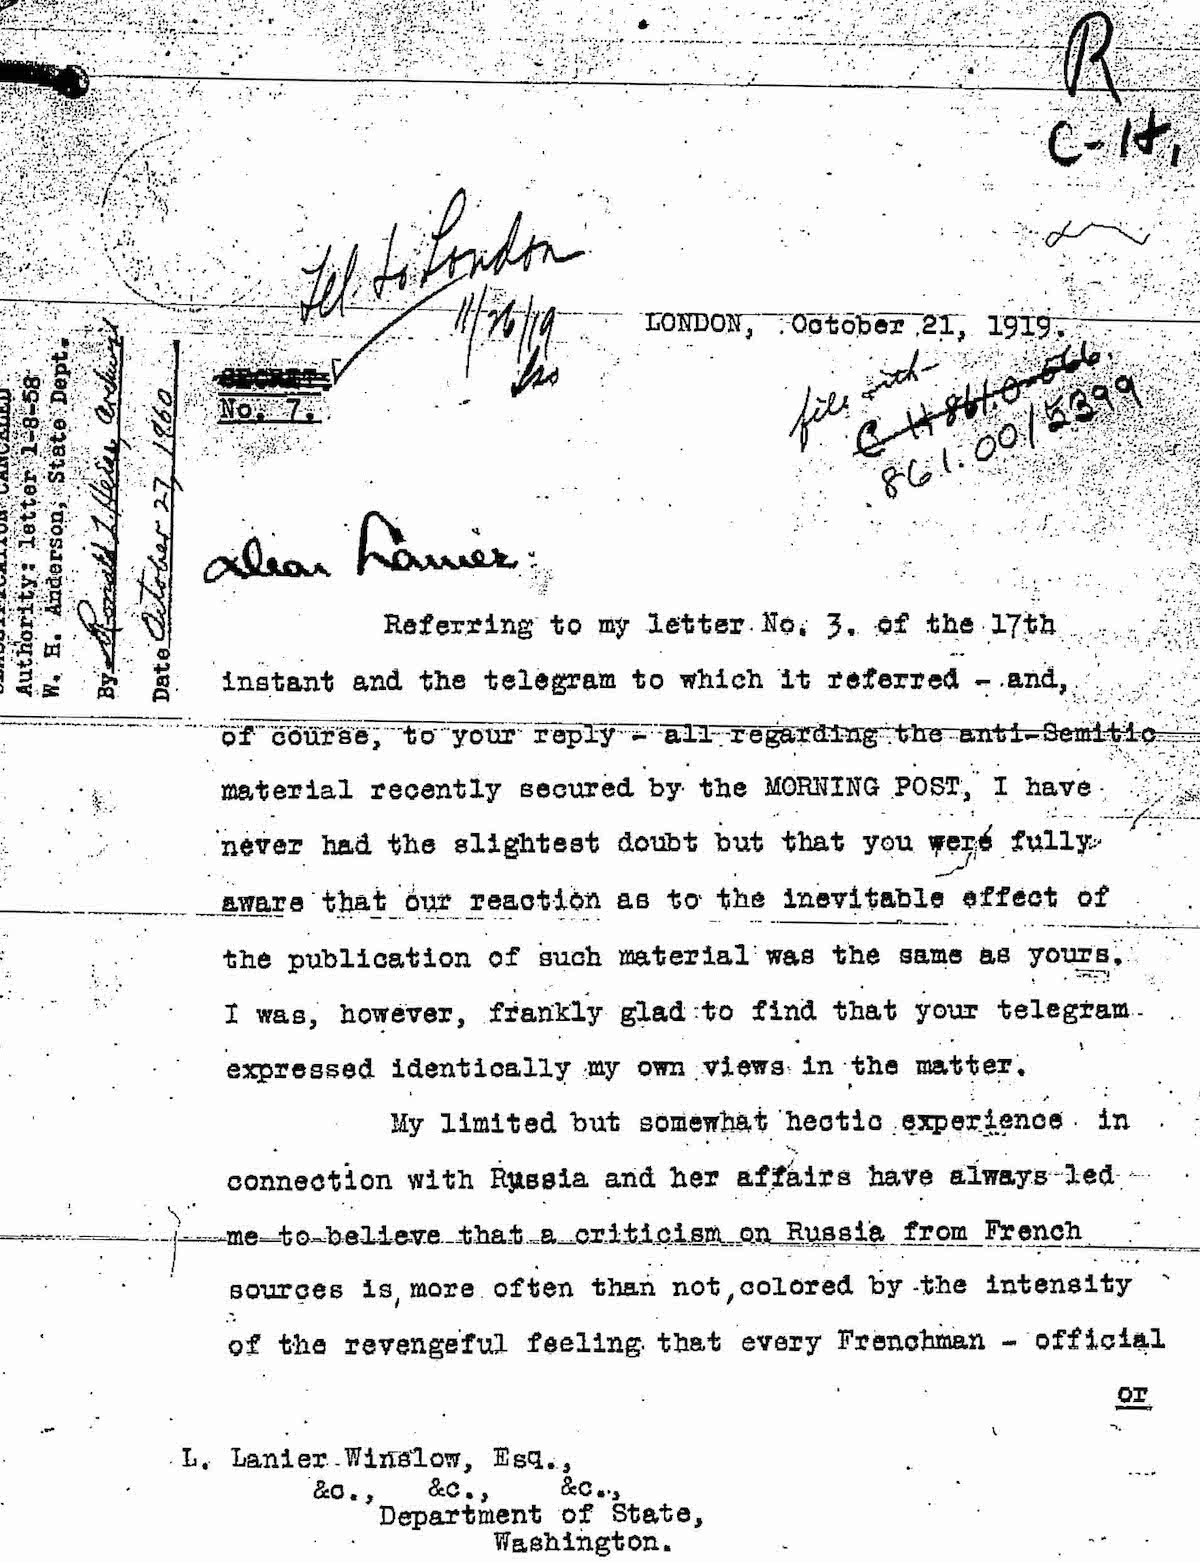 R
C-H,
Tel. to London
11/26/19
LONDON, October 21, 1919.
SECRET.
No. 7.
file with
C-H 861.0-066.
861.00/5399
CLASSIFICATION CANCELED
Authority: letter 1-8-58
W. H. Anderson, State Dept.
By Ronald
Date October 27, 1960
Dear Lanier:
Referring to my letter No. 3. of the 17th
instant and the telegram to which it referred - and,
of course, to your reply - all regarding the anti-Semitic
material recently secured by the MORNING POST, I have
never had the slightest doubt but that you were fully
aware that our reaction as to the inevitable effect of
the publication of such material was the same as yours.
I was, however, frankly glad to find that your telegram
expressed identically my own views in the matter.
My limited but somewhat hectic experience in
connection with Russia and her affairs have always led
me to believe that a criticism on Russia from French
sources is, more often than not, colored by the intensity
of the revengeful feeling that every Frenchman - official
or
L. Lanier Winslow, Esq.,
&c., &c., &c.,
Department of State,
Washington.